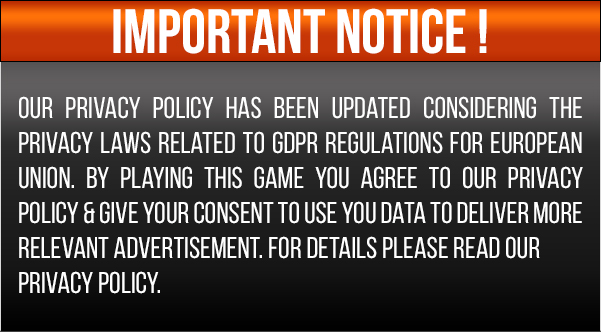 IMPORTANT NOTICE !
OUR PRIVACY POLICY HAS BEEN UPDATED CONSIDERING THE
PRIVACY LAWS RELATED TO GDPR REGULATIONS FOR EUROPEAN
UNION. BY PLAYING THIS GAME YOU AGREE TO OUR PRIVACY
POLICY & GIVE YOUR CONSENT TO USE YOU DATA TO DELIVER MORE
RELEVANT ADVERTISEMENT. FOR DETAILS PLEASE READ OUR
PRIVACY POLICY.